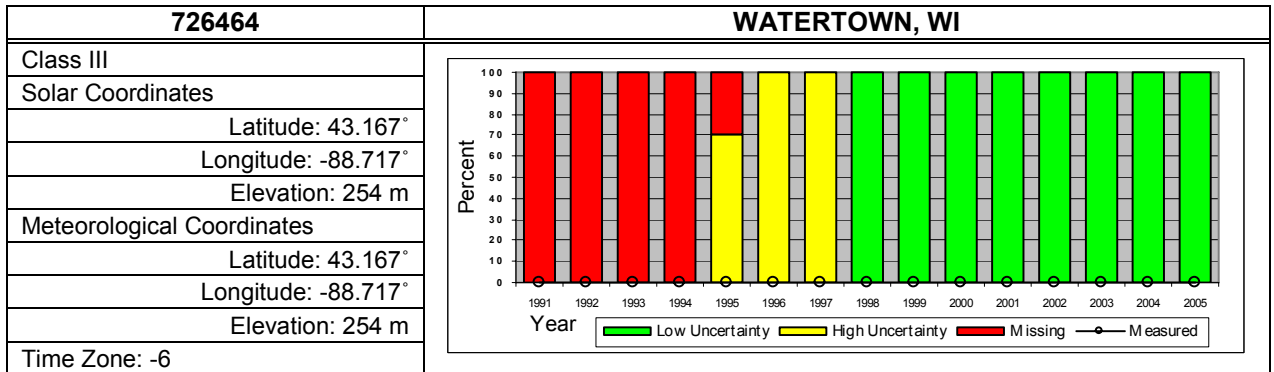 726464
WATERTOWN, WI
Class III
Solar Coordinates
Latitude: 43.167˚
Longitude: -88.717˚
Elevation: 254 m
Meteorological Coordinates
Latitude: 43.167˚
Longitude: -88.717˚
Elevation: 254 m
Time Zone: -6
Percent
100
90
80
70
60
50
40
30
20
10
0
1991 1992 1993 1994 1995 1996 1997 1998 1999 2000 2001 2002 2003 2004 2005
Year
Low Uncertainty High Uncertainty Missing Measured